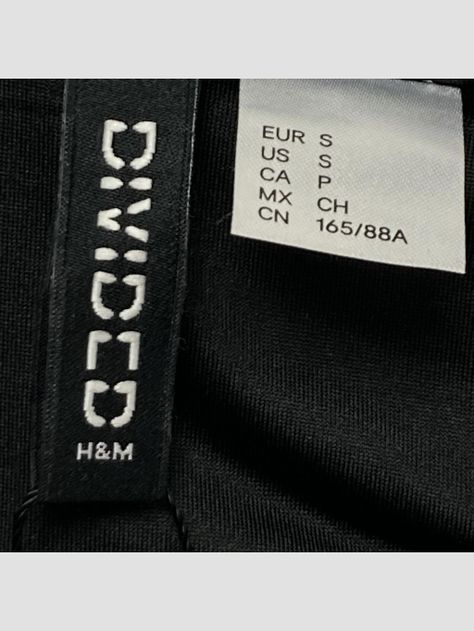 DIVIDED
H&M
EUR S
US S
CA P
MX CH
CN 165/88A